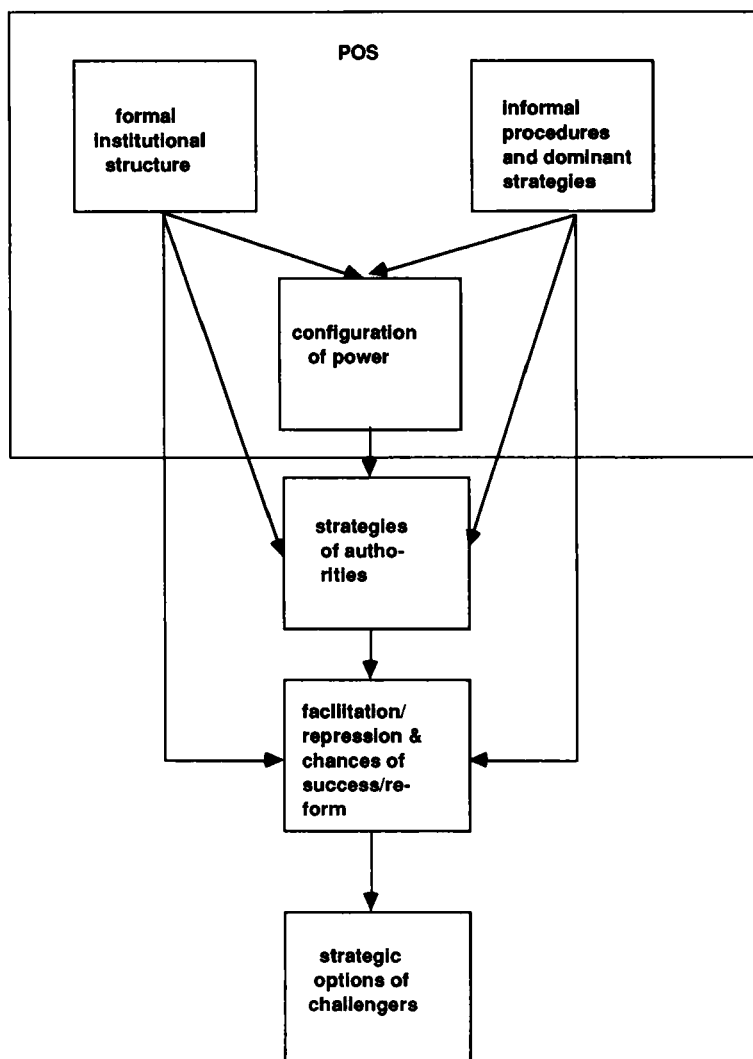 POS
formal
institutional
structure
informal
procedures
and dominant
strategies
configuration
of power
strategies
of autho-
rities
facilitation/
repression &
chances of
success/re-
form
strategic
options of
challengers